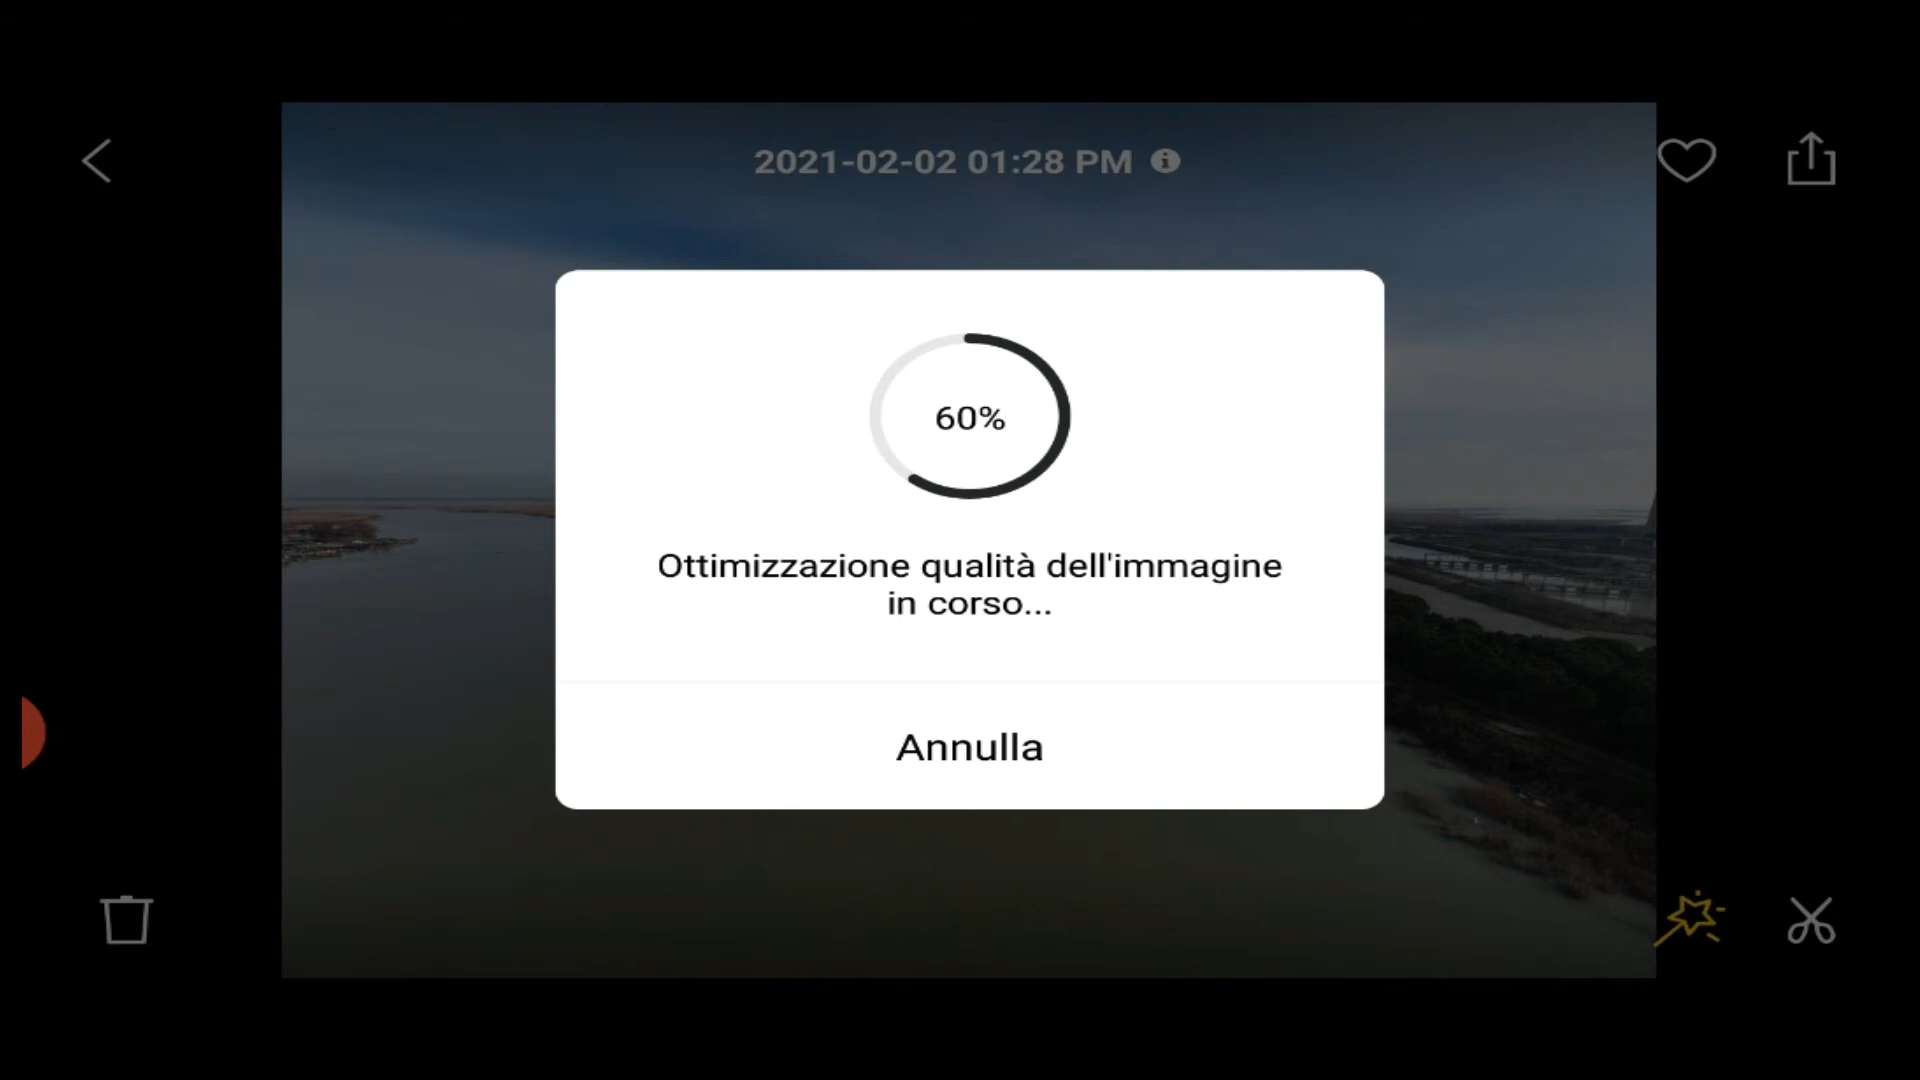 2021-02-02 01:28 PM
60%
Ottimizzazione qualità dell'immagine
in corso...
Annulla